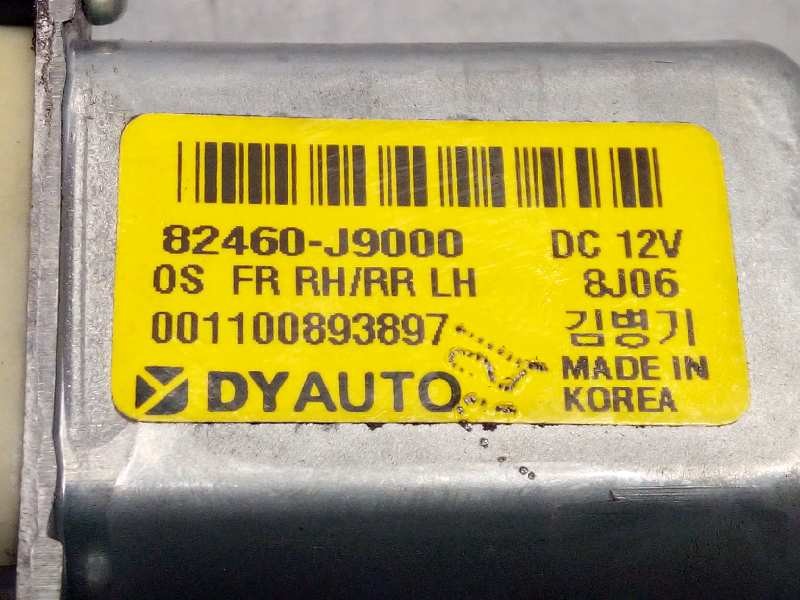 82460-J9000 DC 12V
0S FR RH/RR LH 8J06
001100893897 김병기
DYAUTO MADE IN
KOREA